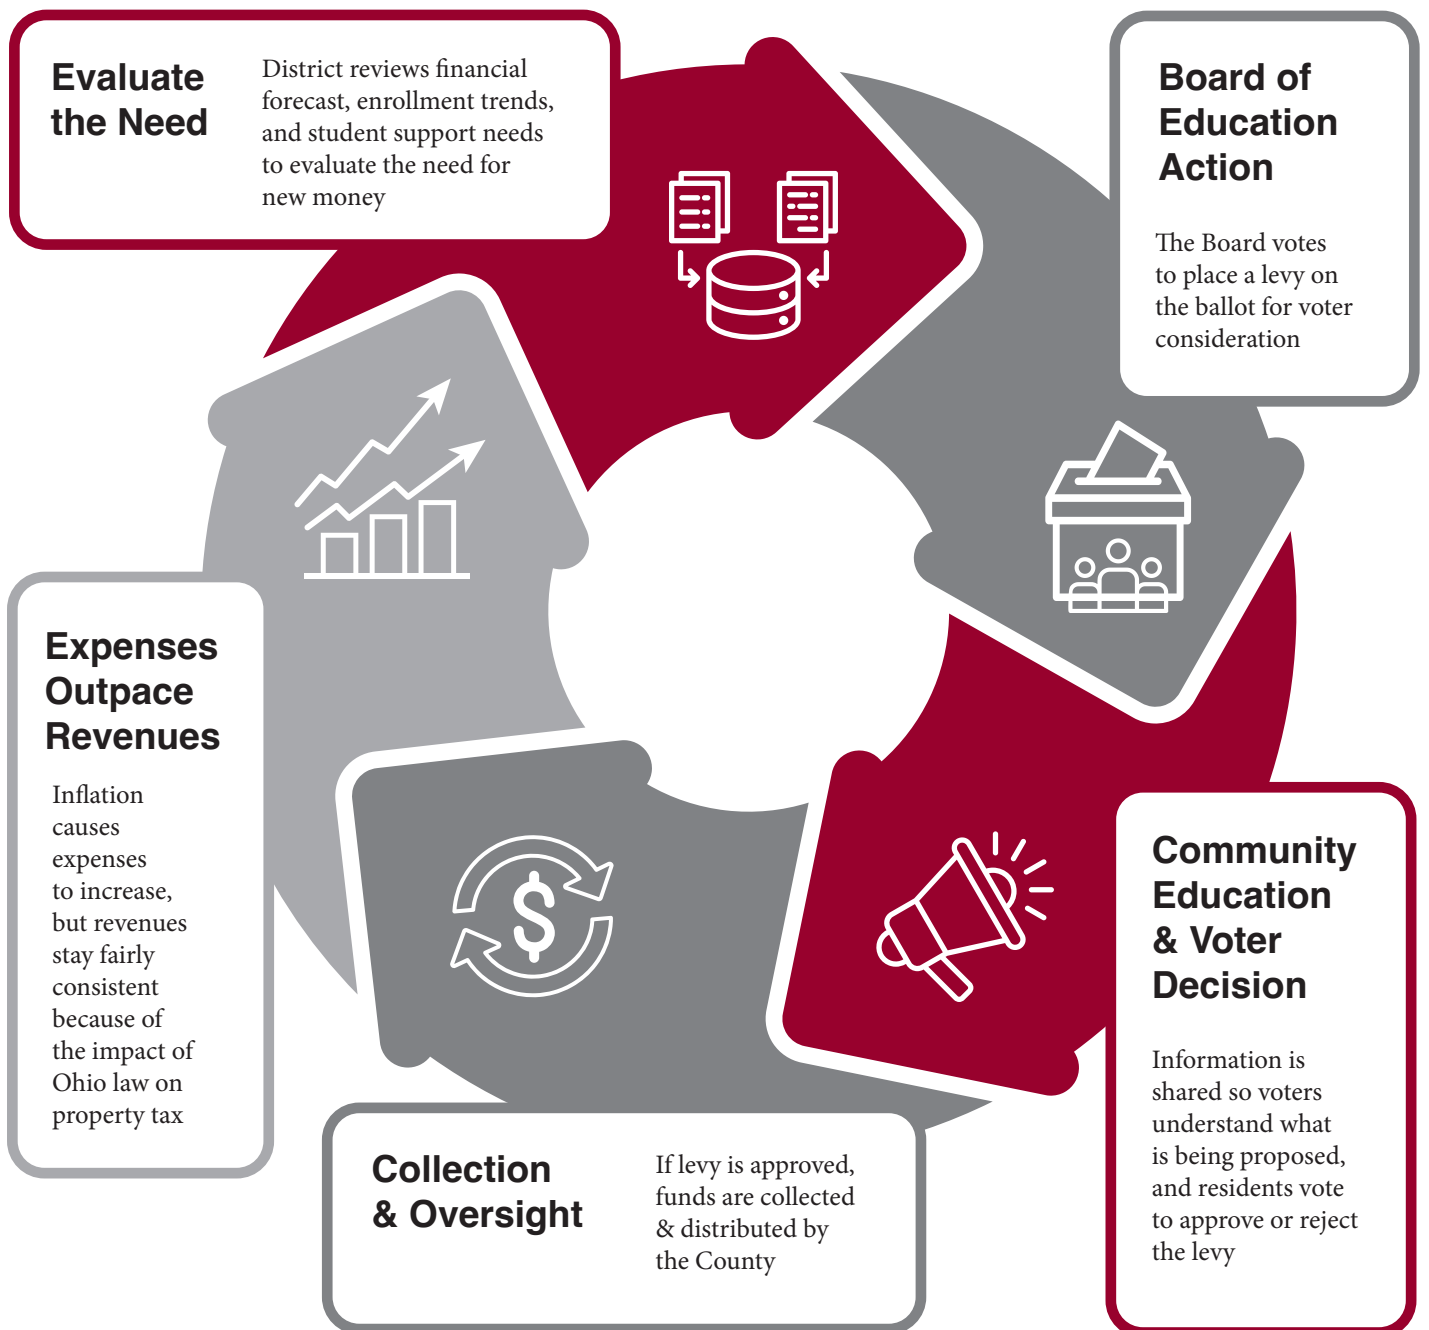 Evaluate
the Need
District reviews financial
forecast, enrollment trends,
and student support needs
to evaluate the need for
new money
Board of
Education
Action
The Board votes
to place a levy on
the ballot for voter
consideration
Community
Education
& Voter
Decision
Information is
shared so voters
understand what
is being proposed,
and residents vote
to approve or reject
the levy
Collection
& Oversight
If levy is approved,
funds are collected
& distributed by
the County
Expenses
Outpace
Revenues
Inflation
causes
expenses
to increase,
but revenues
stay fairly
consistent
because of
the impact of
Ohio law on
property tax
$